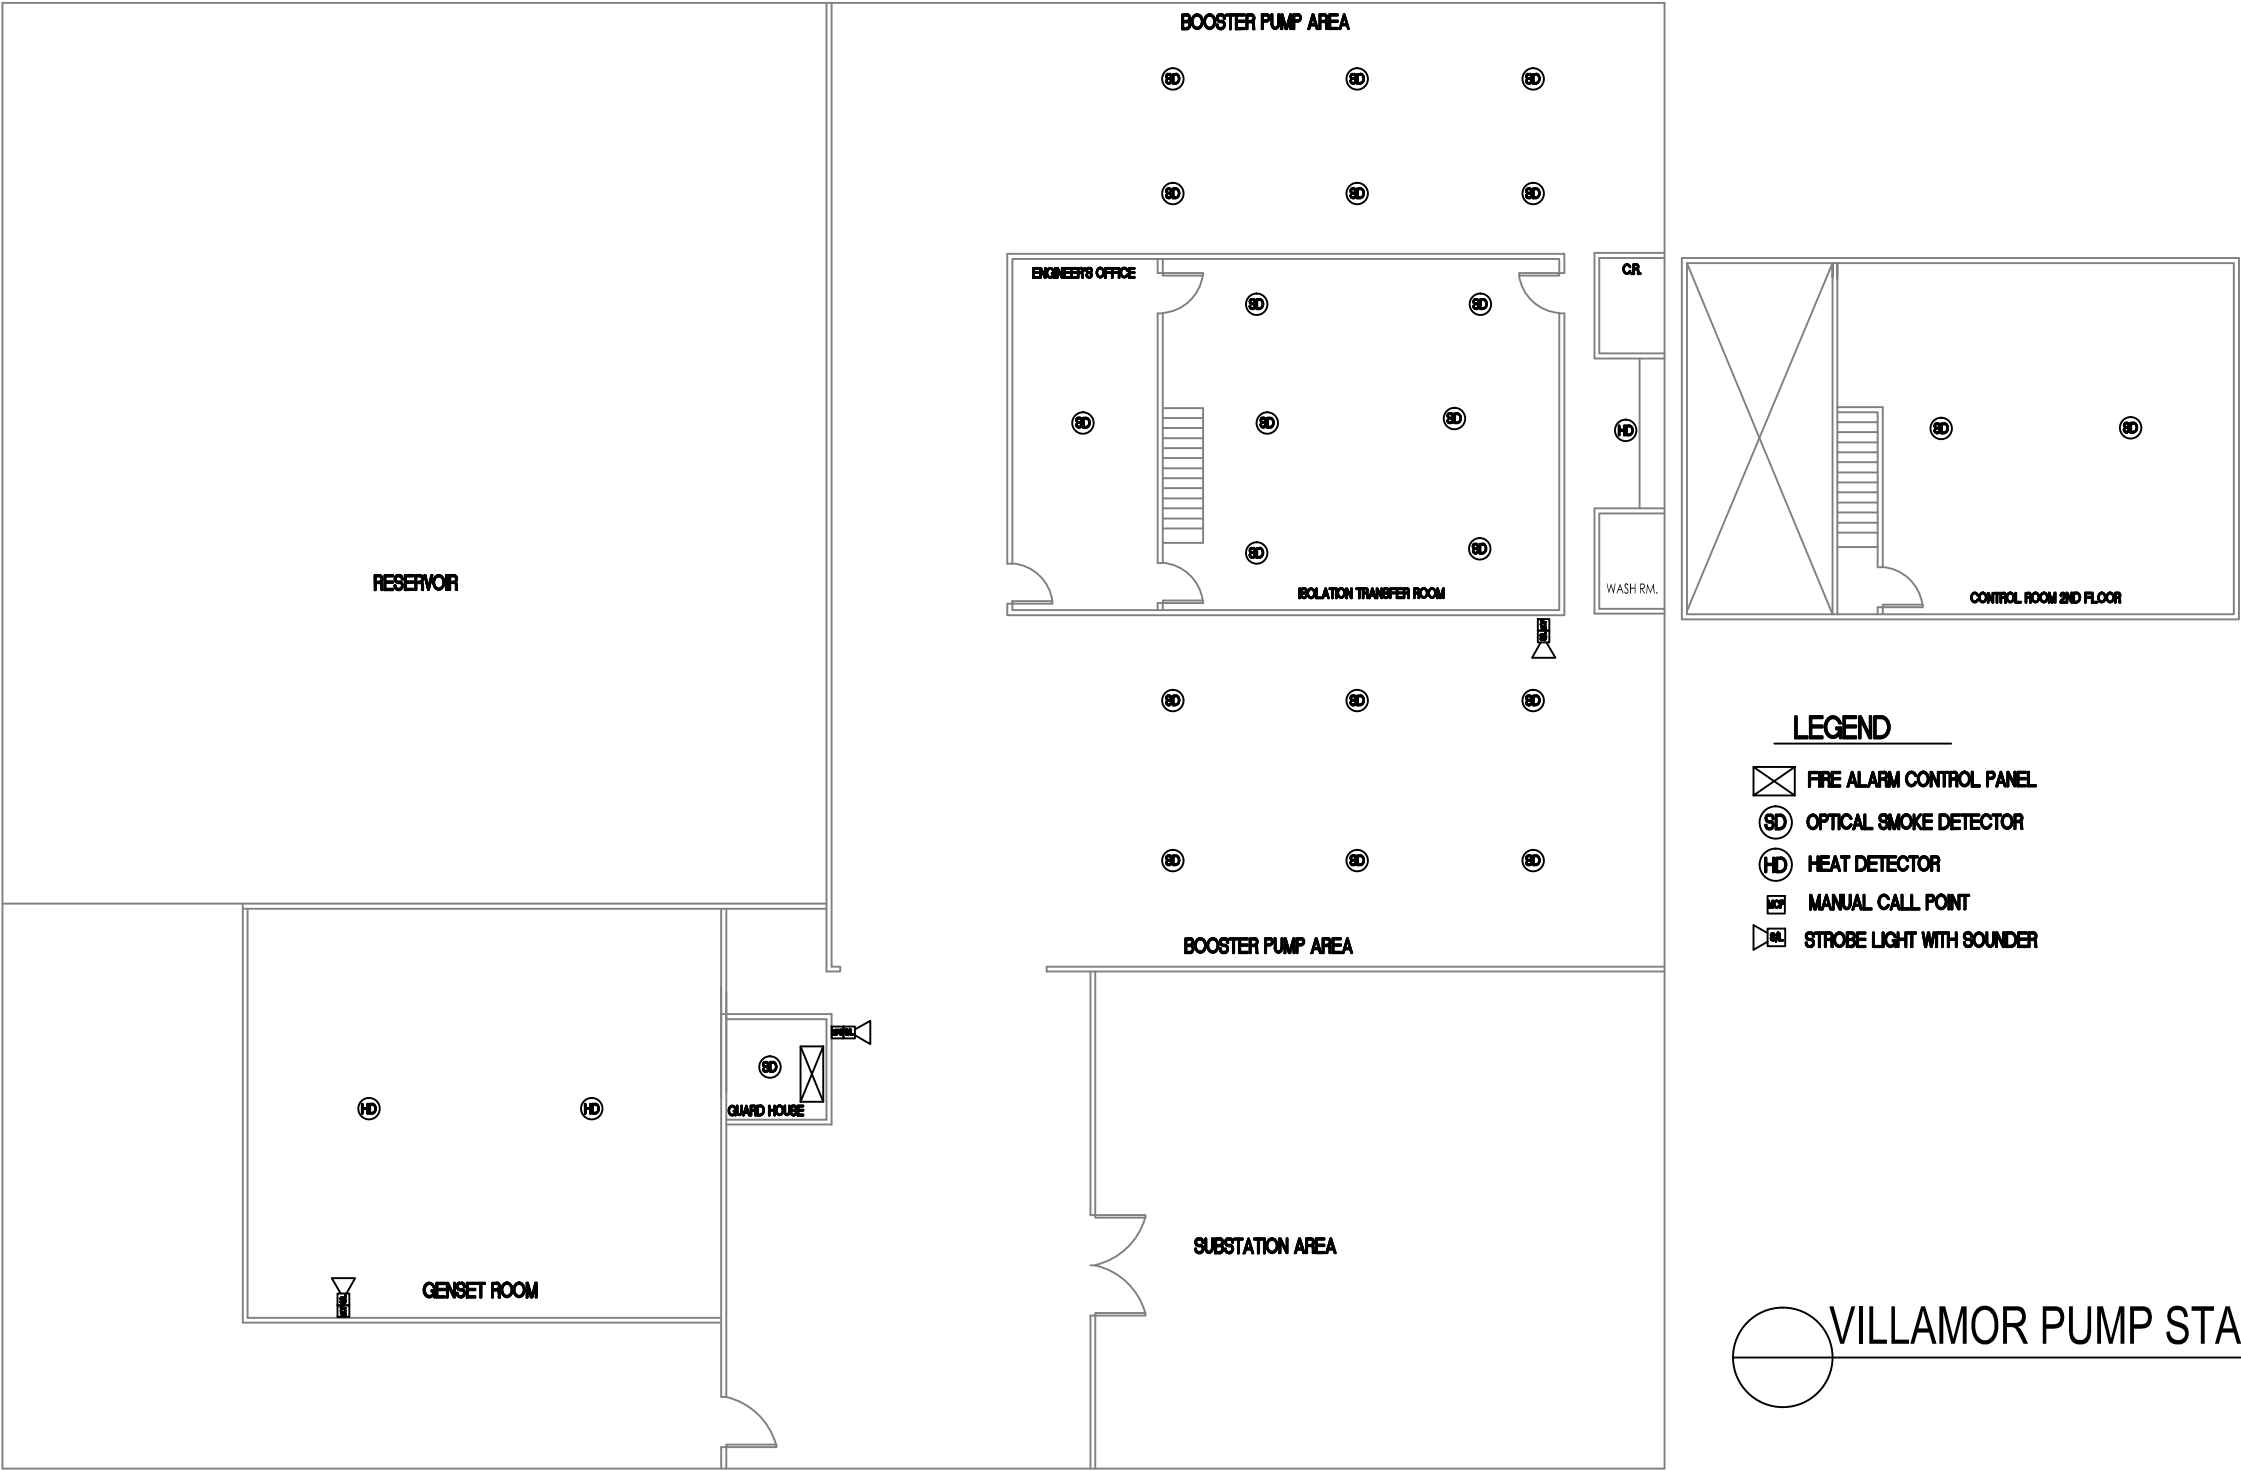 BOOSTER PUMP AREA
SD SD SD
SD SD SD
ENGINEER'S OFFICE
C.R.
SD SD
SD SD SD HD SD SD
SD SD
RESERVOIR
ISOLATION TRANSFER ROOM
WASH RM.
CONTROL ROOM 2ND FLOOR
SD SD SD
LEGEND
FIRE ALARM CONTROL PANEL
SD OPTICAL SMOKE DETECTOR
SD SD SD
HD HEAT DETECTOR
MCP MANUAL CALL POINT
S/L STROBE LIGHT WITH SOUNDER
BOOSTER PUMP AREA
SD
HD HD
GUARD HOUSE
SUBSTATION AREA
GENSET ROOM
VILLAMOR PUMP STA